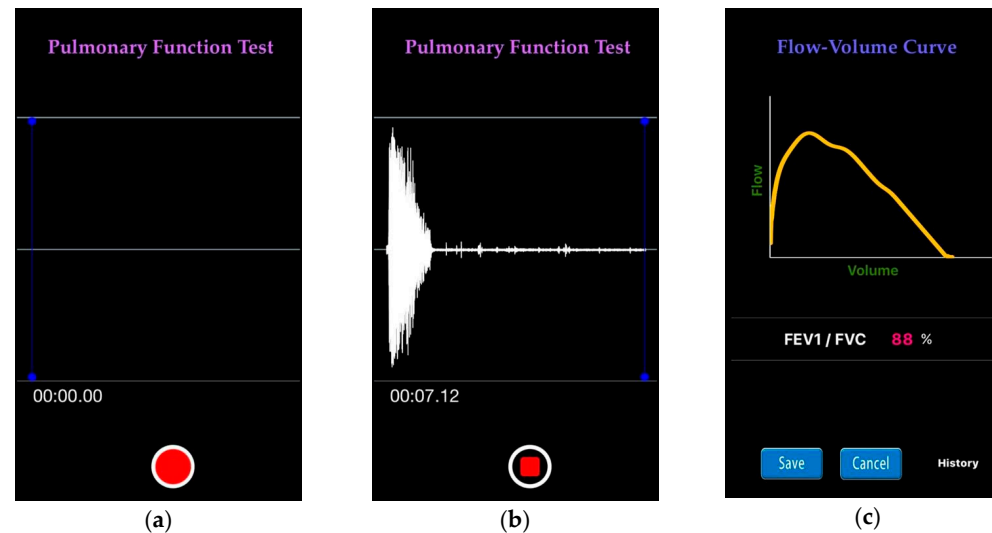 Pulmonary Function Test
00:00.00
(a)
Pulmonary Function Test
00:07.12
(b)
Flow-Volume Curve
Flow
Volume
FEV1 / FVC 88 %
Save Cancel History
(c)